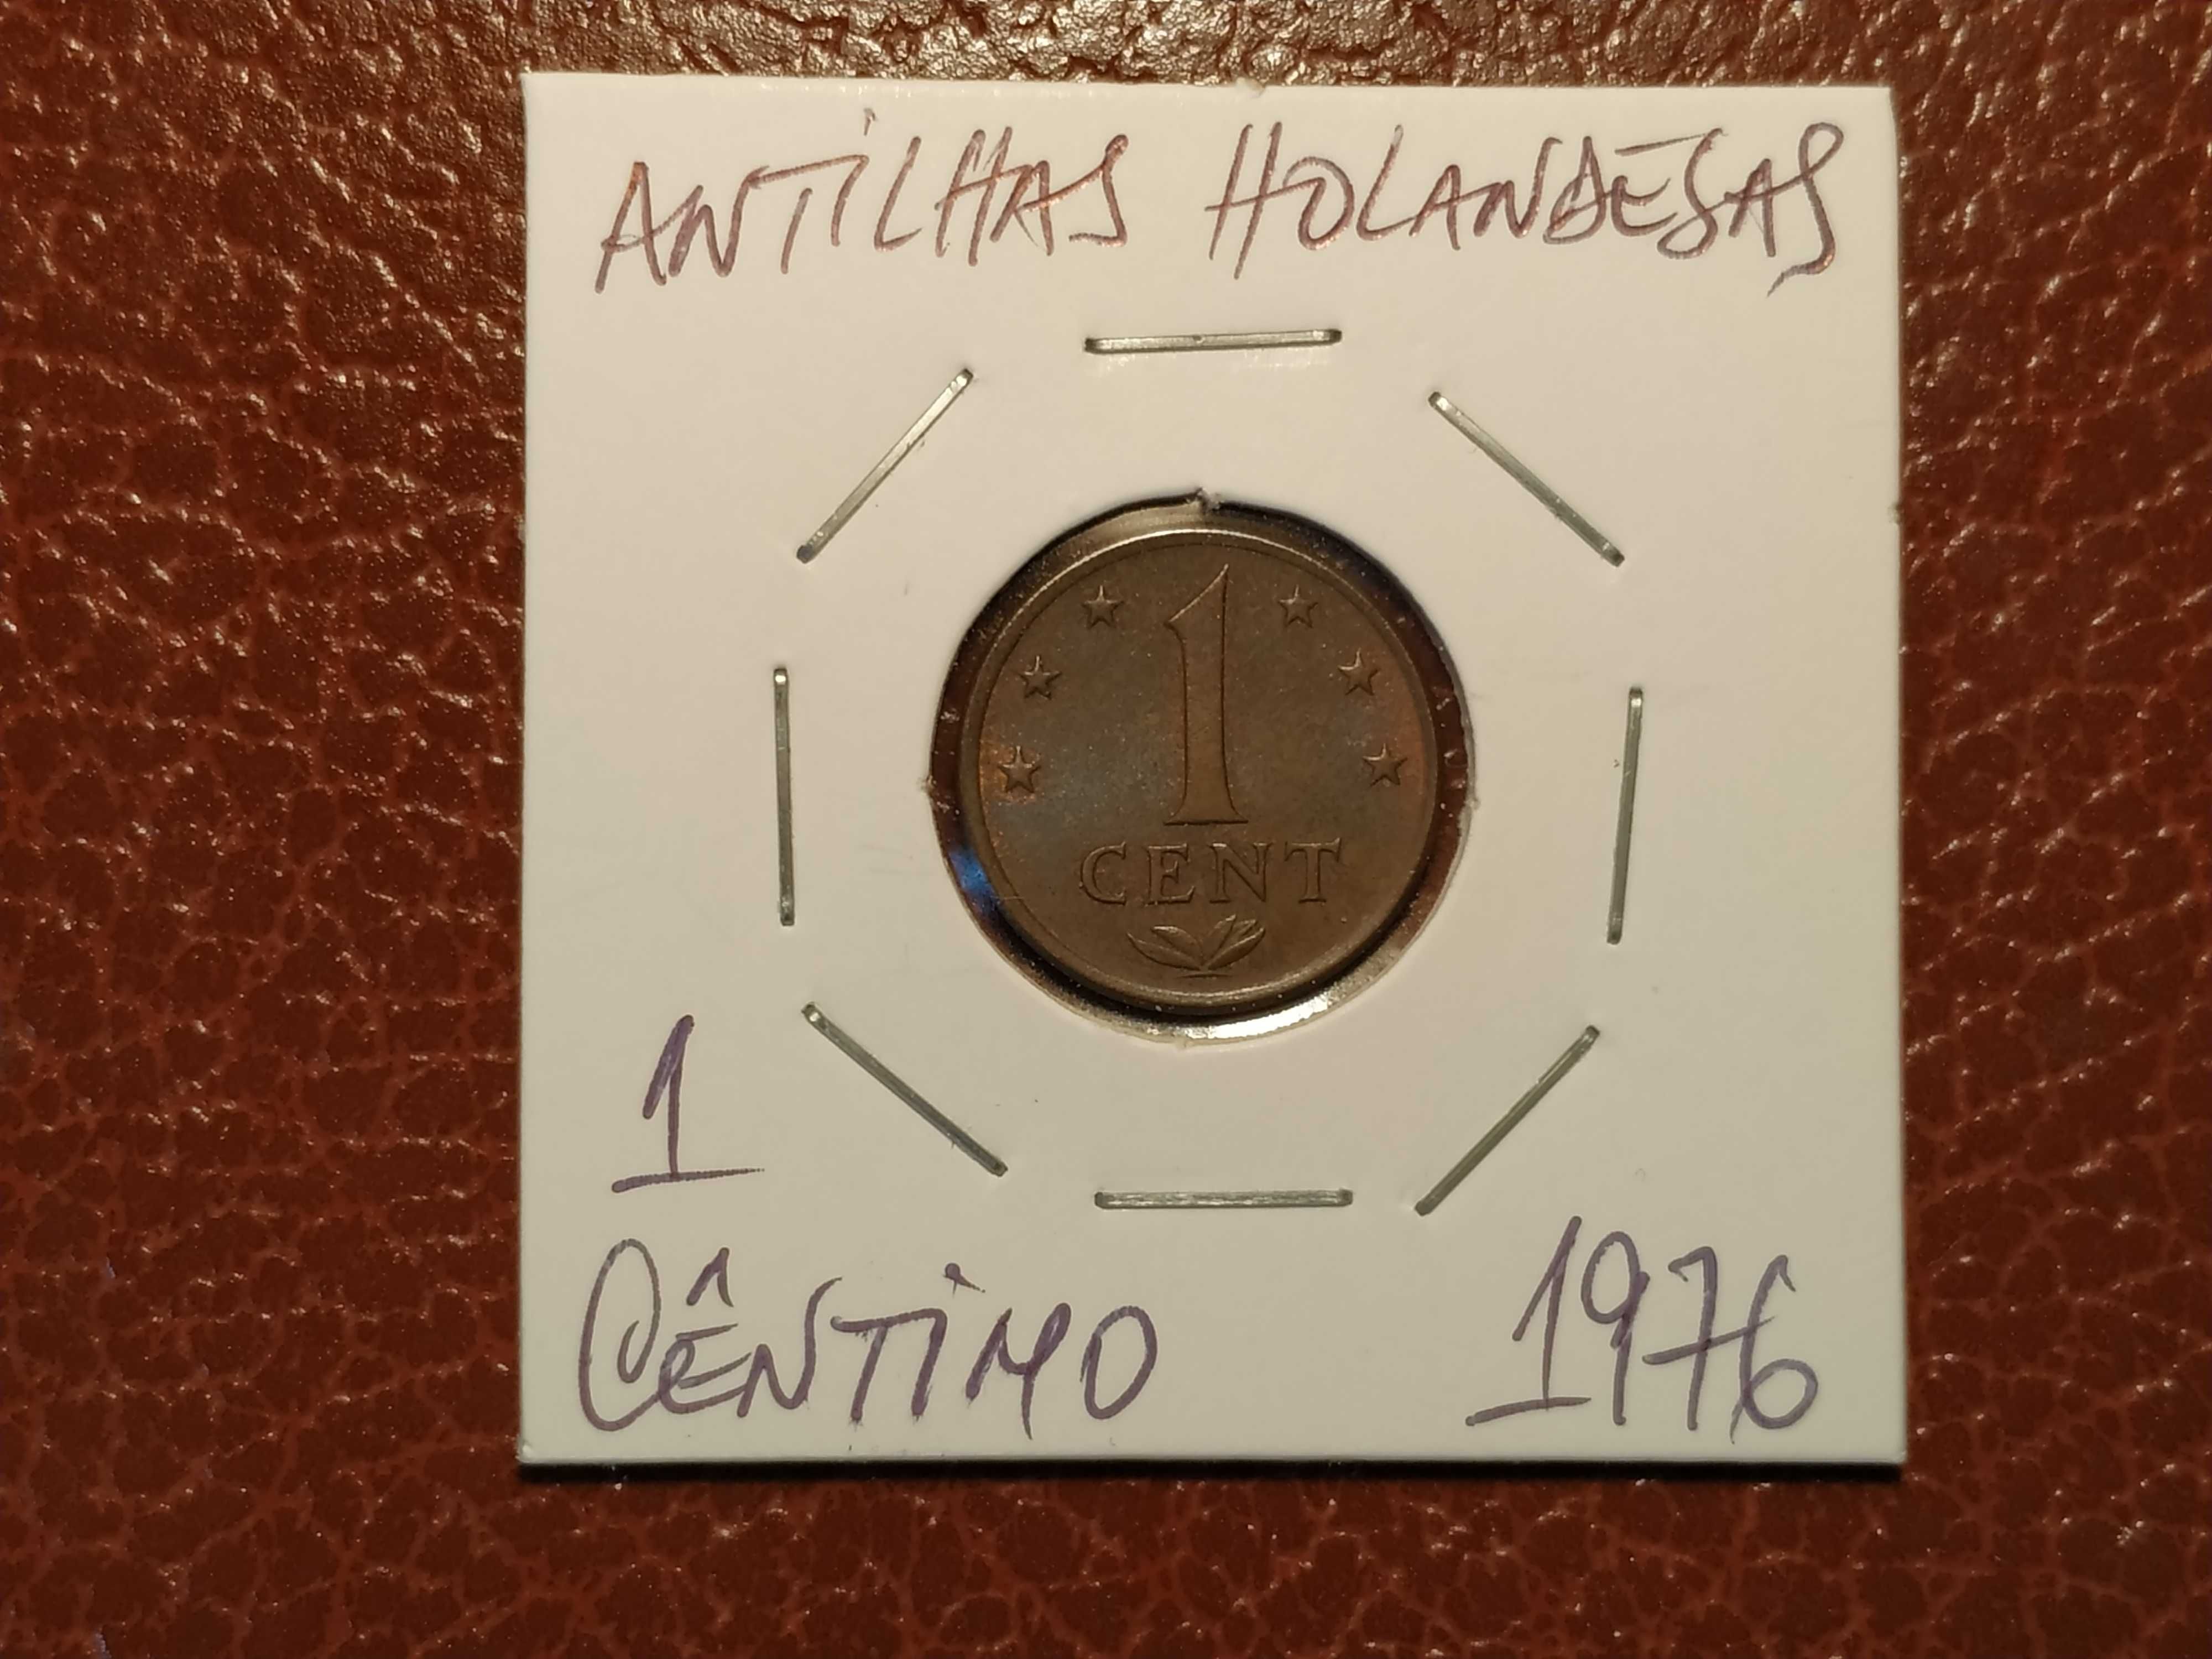 ANTILHAS HOLANDESAS
1
CENT
1
CÊNTIMO
1976